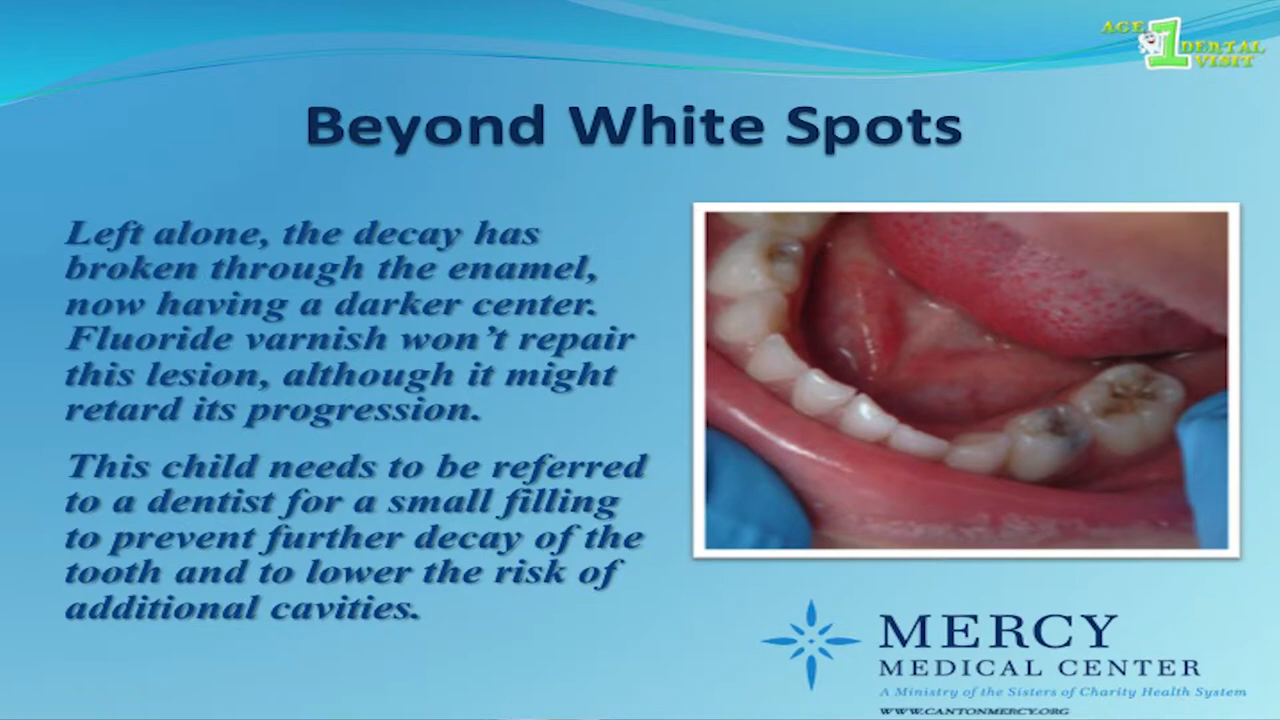 AGE 1 DENTAL VISIT
Beyond White Spots
Left alone, the decay has
broken through the enamel,
now having a darker center.
Fluoride varnish won't repair
this lesion, although it might
retard its progression.
This child needs to be referred
to a dentist for a small filling
to prevent further decay of the
tooth and to lower the risk of
additional cavities.
MERCY
MEDICAL CENTER
A Ministry of the Sisters of Charity Health System
WWW.CANTONMERCY.ORG